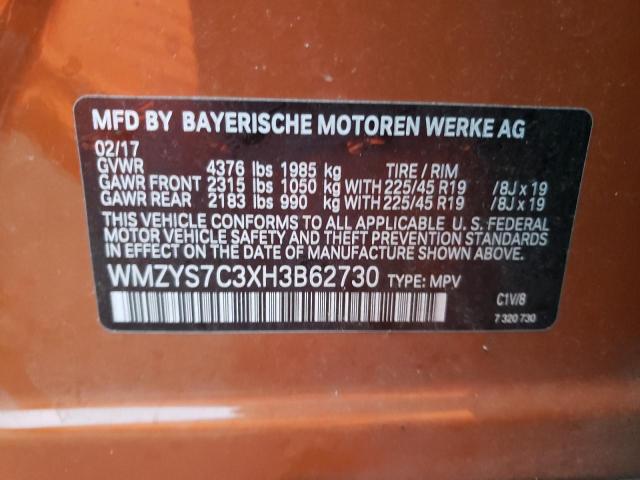 MFD BY BAYERISCHE MOTOREN WERKE AG
02/17
GVWR 4376 lbs 1985 kg TIRE / RIM
GAWR FRONT 2315 lbs 1050 kg WITH 225/45 R19 /8J x 19
GAWR REAR 2183 lbs 990 kg WITH 225/45 R19 /8J x 19
THIS VEHICLE CONFORMS TO ALL APPLICABLE U. S. FEDERAL
MOTOR VEHICLE SAFETY AND THEFT PREVENTION STANDARDS
IN EFFECT ON THE DATE OF MANUFACTURE SHOWN ABOVE.
WMZYS7C3XH3B62730 TYPE: MPV
C1V/8
7 320 730